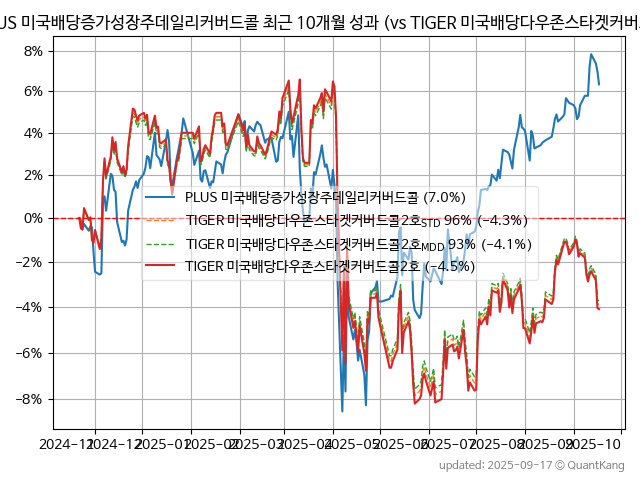 US 미국배당증가성장주데일리커버드콜 최근 10개월 성과 (vs TIGER 미국배당다우존스타겟커버
8%
6%
4%
2%
0%
−2%
−4%
−6%
−8%
PLUS 미국배당증가성장주데일리커버드콜 (7.0%)
TIGER 미국배당다우존스타겟커버드콜2호STD 96% (−4.3%)
TIGER 미국배당다우존스타겟커버드콜2호MDD 93% (−4.1%)
TIGER 미국배당다우존스타겟커버드콜2호 (−4.5%)
2024-11 2024-12 2025-01 2025-02 2025-03 2025-04 2025-05 2025-06 2025-07 2025-08 2025-09 2025-10
updated: 2025-09-17 © QuantKang